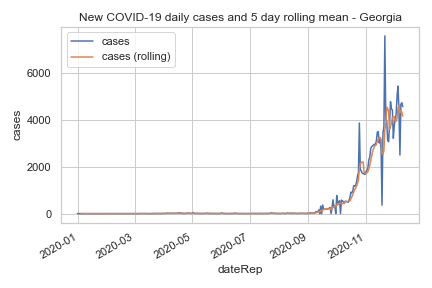 New COVID-19 daily cases and 5 day rolling mean - Georgia
cases
cases (rolling)
6000
4000
2000
0
cases
2020-01
2020-03
2020-05
2020-07
2020-09
2020-11
dateRep